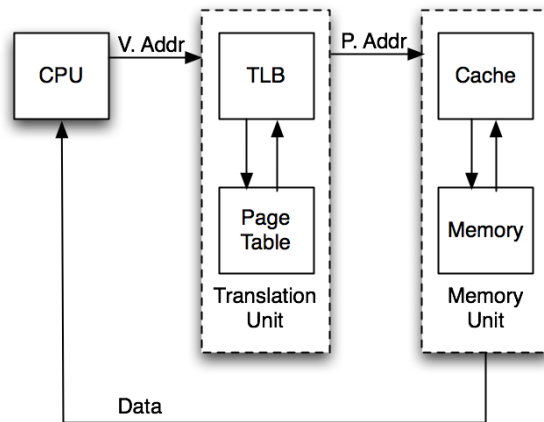 V. Addr
P. Addr
CPU
TLB
Cache
Page
Table
Memory
Translation
Unit
Memory
Unit
Data